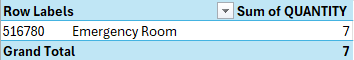 Row Labels Sum of QUANTITY
516780 Emergency Room 7
Grand Total 7